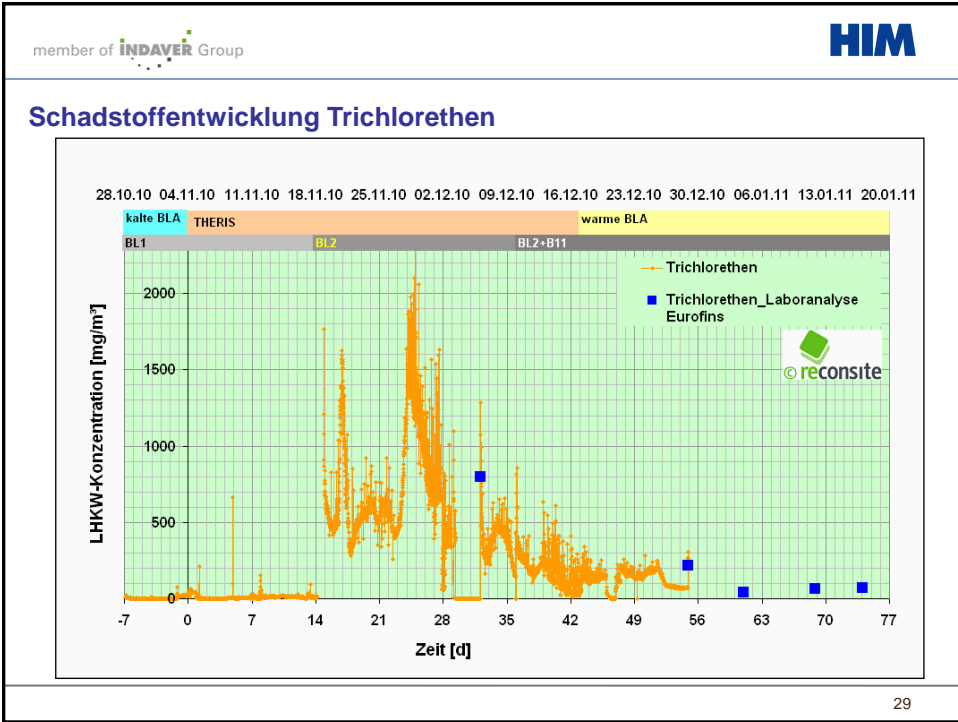 member of INDAVER Group
HIM
Schadstoffentwicklung Trichlorethen
28.10.10 04.11.10 11.11.10 18.11.10 25.11.10 02.12.10 09.12.10 16.12.10 23.12.10 30.12.10 06.01.11 13.01.11 20.01.11
kalte BLA THERIS warme BLA
BL1 BL2 BL2+B11
LHKW-Konzentration [mg/m³]
2000
1500
1000
500
0
Trichlorethen
Trichlorethen_Laboranalyse
Eurofins
© reconsite
-7 0 7 14 21 28 35 42 49 56 63 70 77
Zeit [d]
29